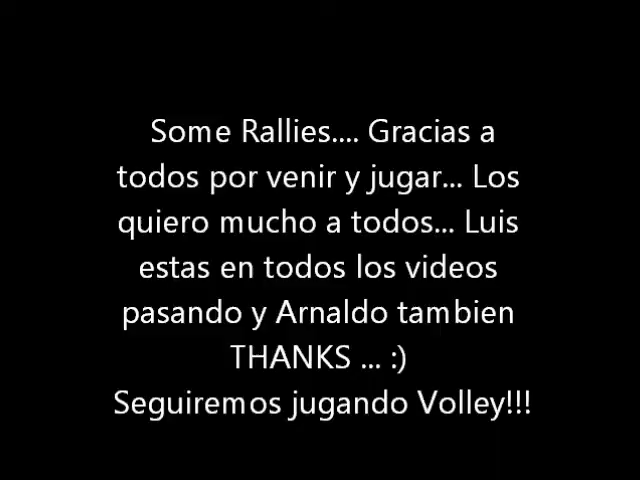 Some Rallies.... Gracias a
todos por venir y jugar... Los
quiero mucho a todos... Luis
estas en todos los videos
pasando y Arnaldo tambien
THANKS ... :)
Seguiremos jugando Volley!!!